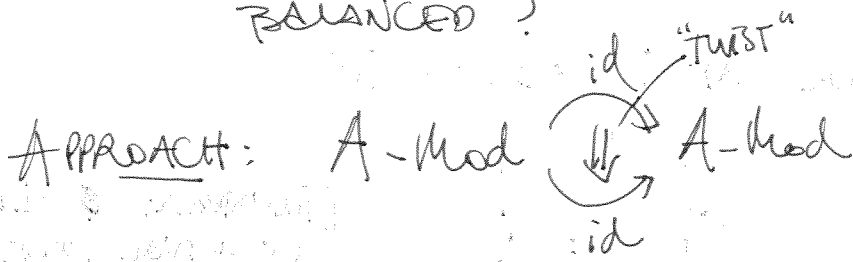 BALANCED ?
id "TWIST"
APPROACH: A-Mod ⇓ A-Mod
id